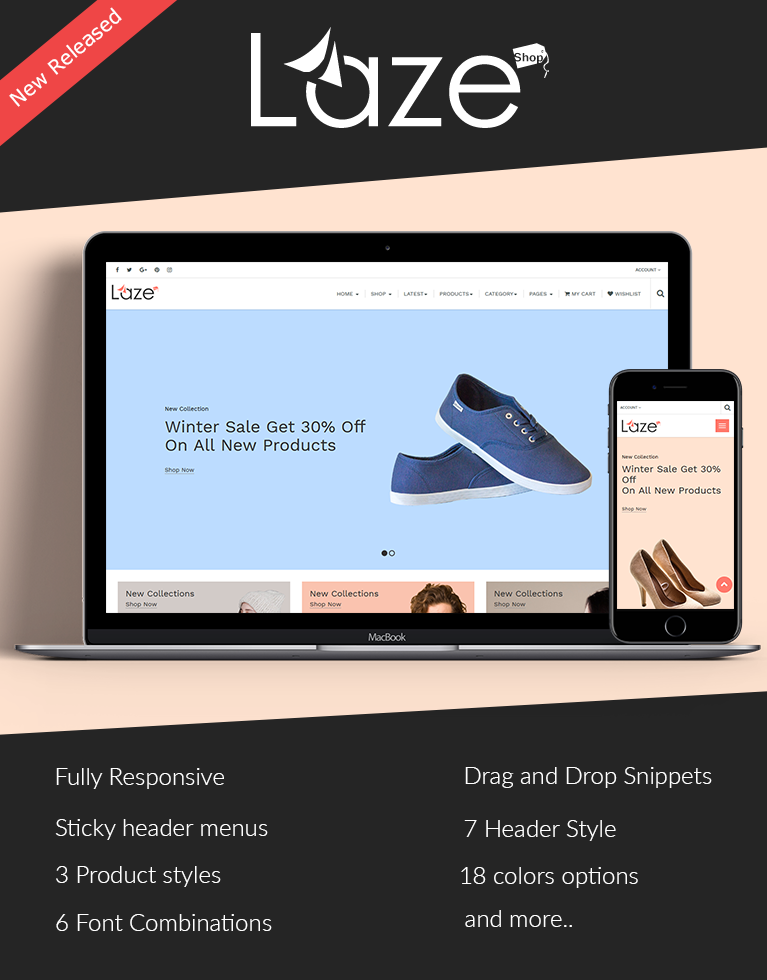 New Released
Laze
Shop
ACCOUNT
Laze
HOME
SHOP
LATEST
PRODUCTS
CATEGORY
PAGES
MY CART
WISHLIST
New Collection
Winter Sale Get 30% Off
On All New Products
Shop Now
New Collections
Shop Now
New Collections
Shop Now
New Collections
Shop Now
MacBook
ACCOUNT
Laze
New Collection
Winter Sale Get 30%
Off
On All New Products
Shop Now
Fully Responsive
Sticky header menus
3 Product styles
6 Font Combinations
Drag and Drop Snippets
7 Header Style
18 colors options
and more..